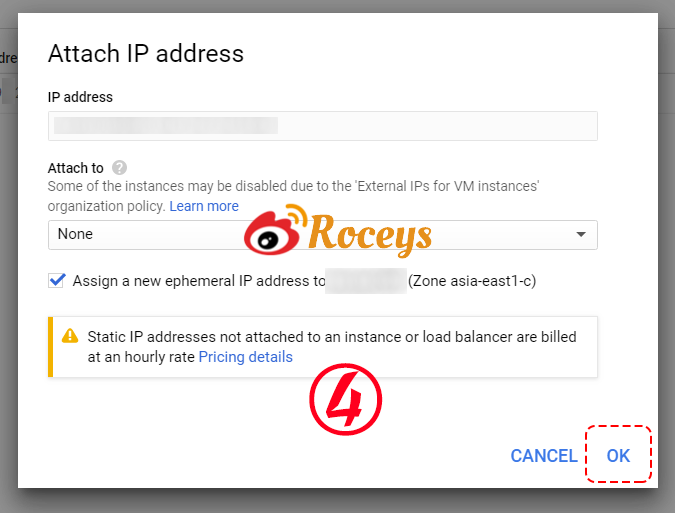 dre
Attach IP address
IP address
Attach to ?
Some of the instances may be disabled due to the 'External IPs for VM instances'
organization policy. Learn more
Roceys
None
Assign a new ephemeral IP address to (Zone asia-east1-c)
Static IP addresses not attached to an instance or load balancer are billed
at an hourly rate Pricing details
4
CANCEL OK